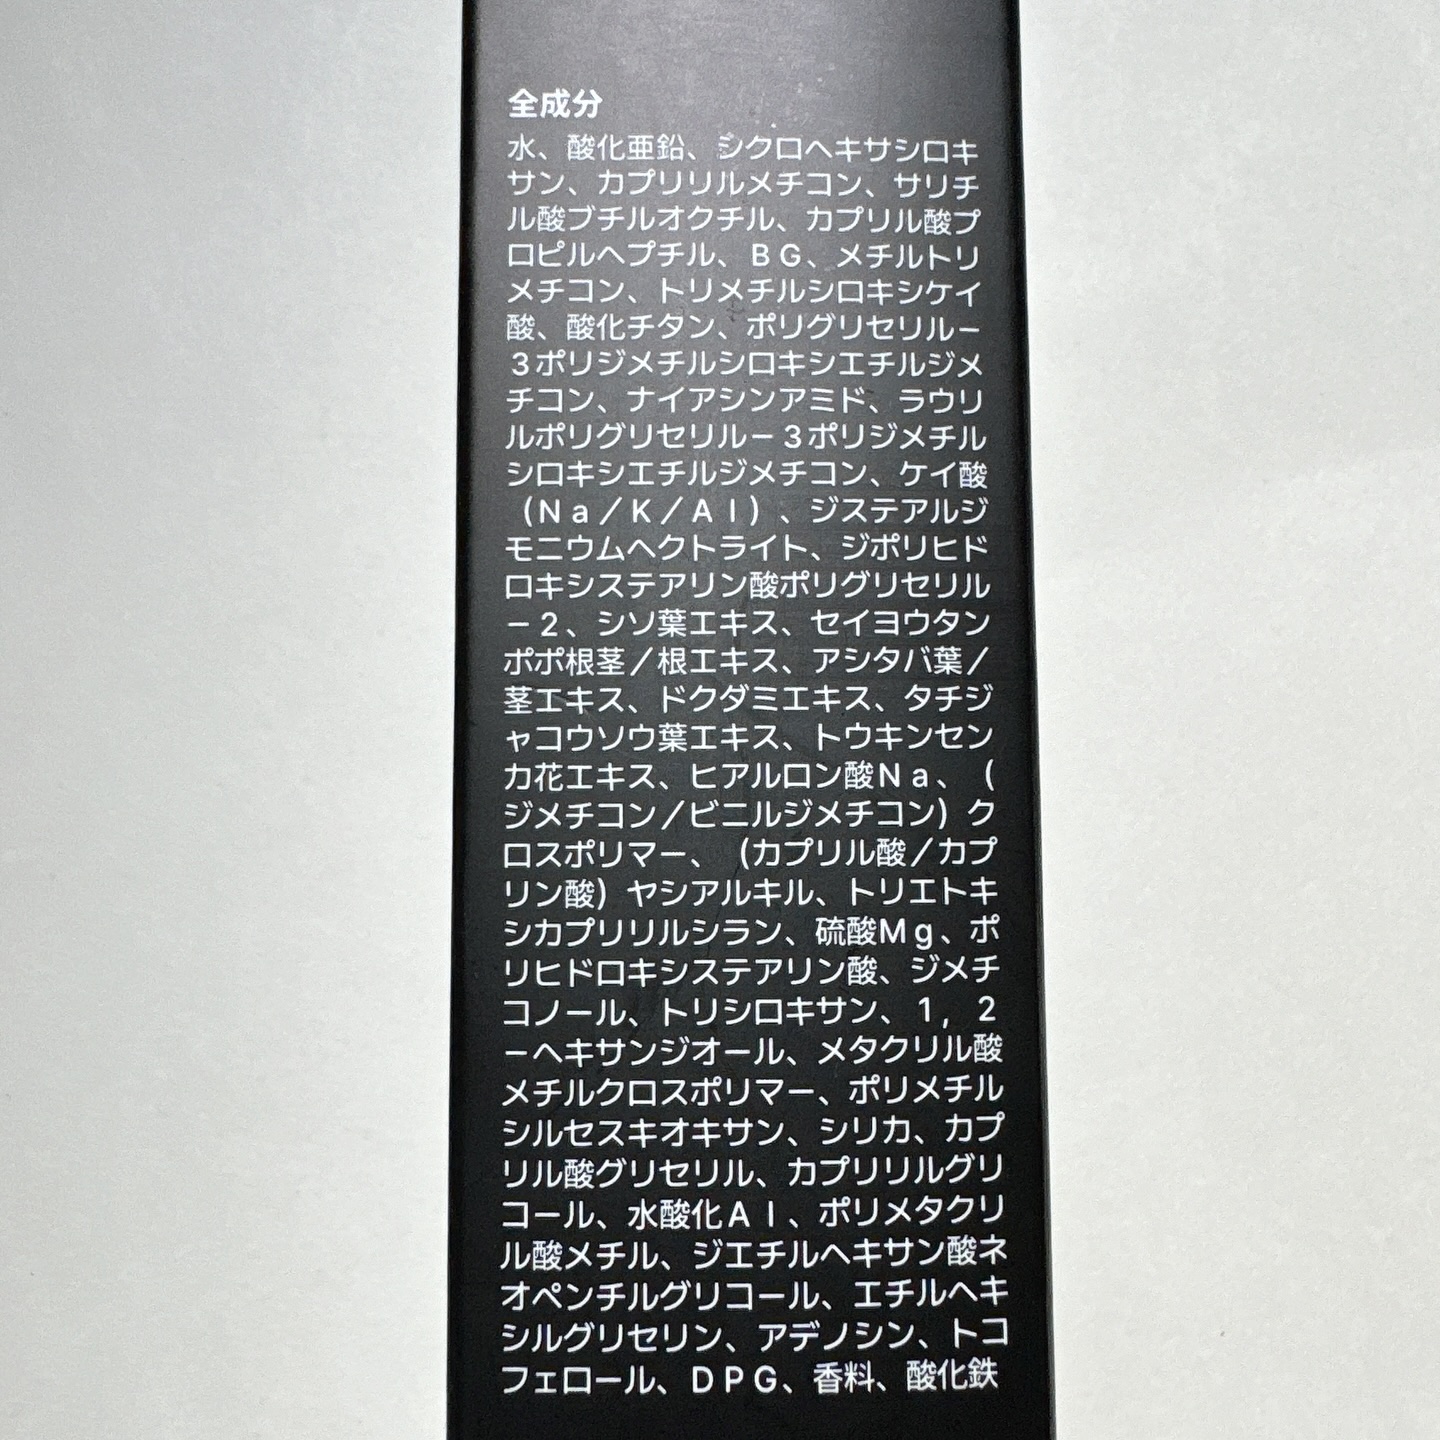 全成分
水、酸化亜鉛、シクロヘキサシロキ
サン、カプリリルメチコン、サリチ
ル酸ブチルオクチル、カプリル酸プ
ロピルヘプチル、BG、メチルトリ
メチコン、トリメチルシロキシケイ
酸、酸化チタン、ポリグリセリル−
3ポリジメチルシロキシエチルジメ
チコン、ナイアシンアミド、ラウリ
ルポリグリセリル−3ポリジメチル
シロキシエチルジメチコン、ケイ酸
(Na/K/Al)、ジステアルジ
モニウムヘクトライト、ジポリヒド
ロキシステアリン酸ポリグリセリル
−2、シソ葉エキス、セイヨウタン
ポポ根茎/根エキス、アシタバ葉/
茎エキス、ドクダミエキス、タチジ
ャコウソウ葉エキス、トウキンセン
カ花エキス、ヒアルロン酸Na、(
ジメチコン/ビニルジメチコン)ク
ロスポリマー、(カプリル酸/カプ
リン酸)ヤシアルキル、トリエトキ
シカプリリルシラン、硫酸Mg、ポ
リヒドロキシステアリン酸、ジメチ
コノール、トリシロキサン、1,2
−ヘキサンジオール、メタクリル酸
メチルクロスポリマー、ポリメチル
シルセスキオキサン、シリカ、カプ
リル酸グリセリル、カプリリルグリ
コール、水酸化Al、ポリメタクリ
ル酸メチル、ジエチルヘキサン酸ネ
オペンチルグリコール、エチルヘキ
シルグリセリン、アデノシン、トコ
フェロール、DPG、香料、酸化鉄